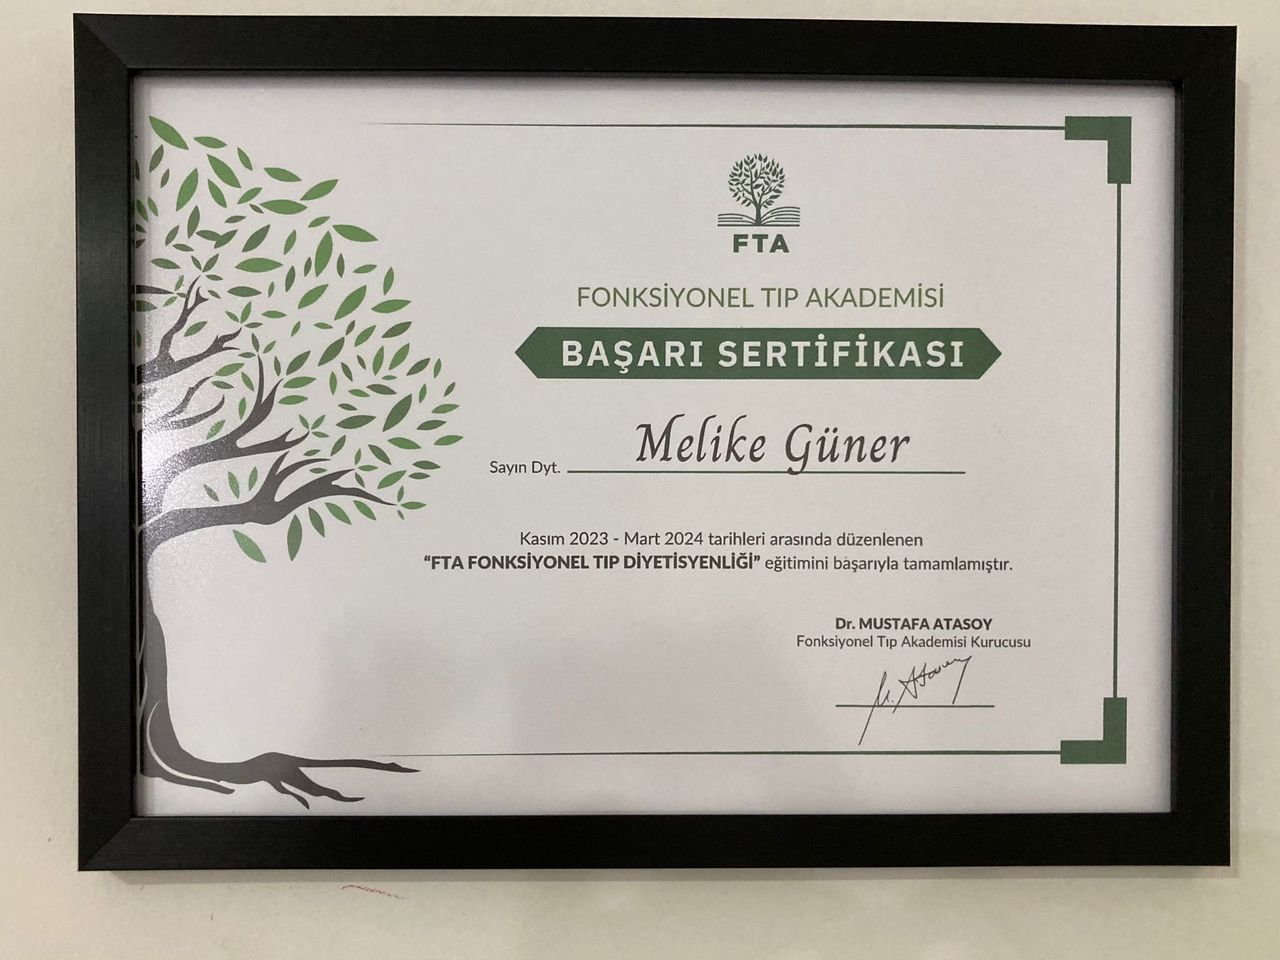 FTA
FONKSİYONEL TIP AKADEMİSİ
BAŞARI SERTİFİKASI
Sayın Dyt. Melike Güner
Kasım 2023 - Mart 2024 tarihleri arasında düzenlenen
“FTA FONKSİYONEL TIP DİYETİSYENLİĞİ” eğitimini başarıyla tamamlamıştır.
Dr. MUSTAFA ATASOY
Fonksiyonel Tıp Akademisi Kurucusu
M. Atasoy